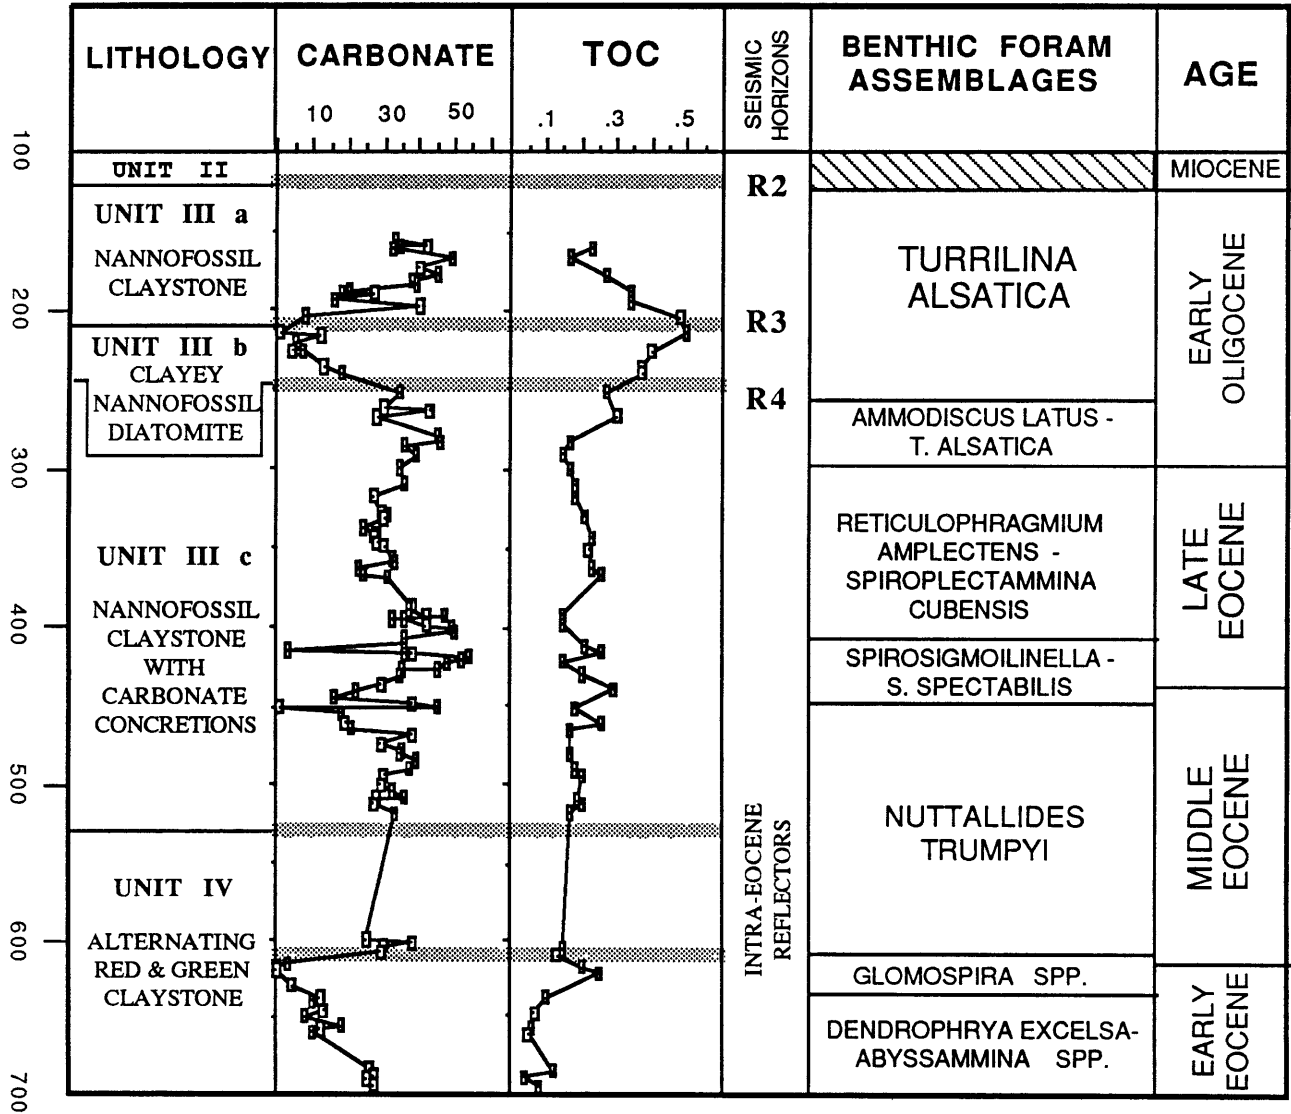 LITHOLOGY
CARBONATE
10 30 50
TOC
.1 .3 .5
SEISMIC
HORIZONS
BENTHIC FORAM
ASSEMBLAGES
AGE
100
200
300
400
500
600
700
UNIT II
UNIT III a
NANNOFOSSIL
CLAYSTONE
UNIT III b
CLAYEY
NANNOFOSSIL
DIATOMITE
UNIT III c
NANNOFOSSIL
CLAYSTONE
WITH
CARBONATE
CONCRETIONS
UNIT IV
ALTERNATING
RED & GREEN
CLAYSTONE
R2
R3
R4
INTRA-EOCENE
REFLECTORS
TURRILINA
ALSATICA
AMMODISCUS LATUS -
T. ALSATICA
RETICULOPHRAGMIUM
AMPLECTENS -
SPIROPLECTAMMINA
CUBENSIS
SPIROSIGMOILINELLA -
S. SPECTABILIS
NUTTALLIDES
TRUMPYI
GLOMOSPIRA SPP.
DENDROPHRYA EXCELSA-
ABYSSAMMINA SPP.
MIOCENE
EARLY
OLIGOCENE
LATE
EOCENE
MIDDLE
EOCENE
EARLY
EOCENE